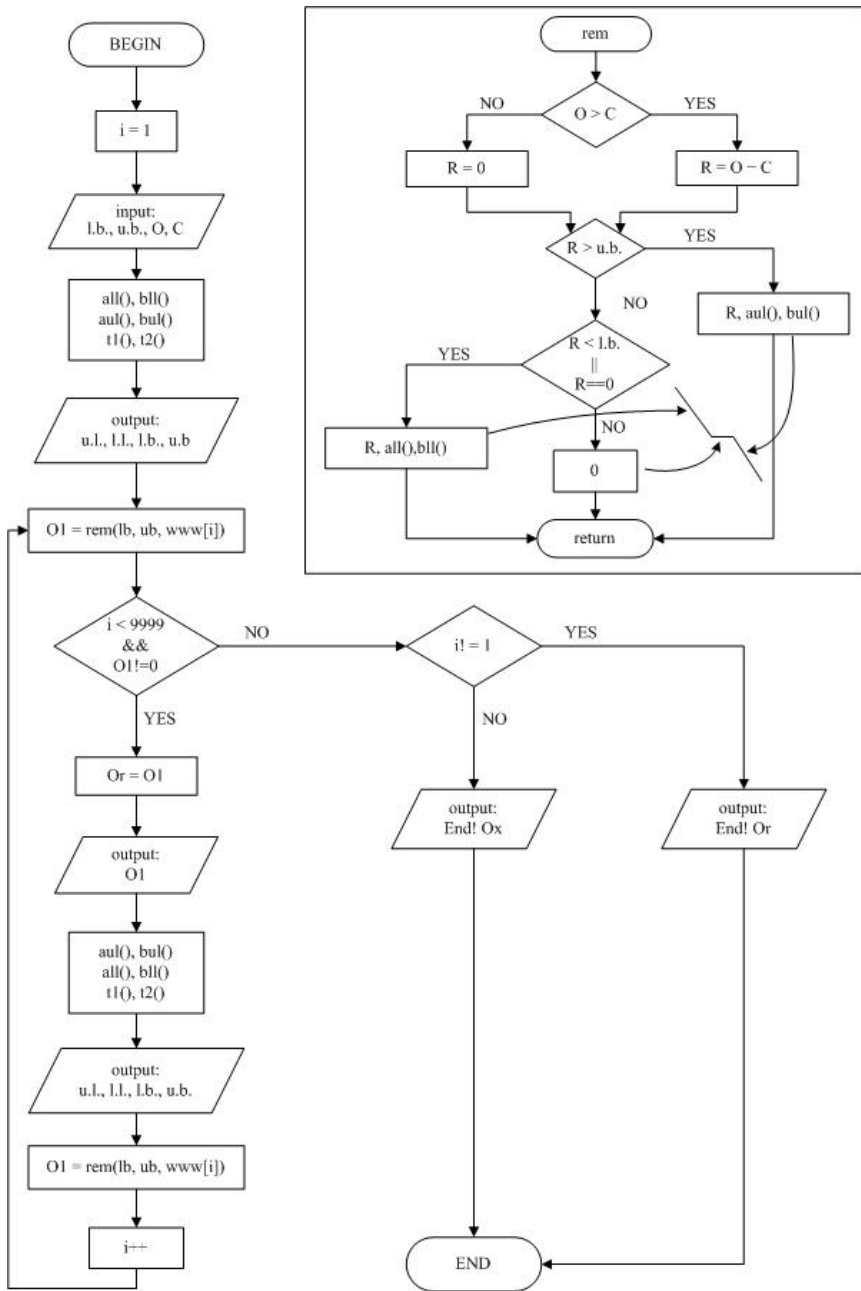 BEGIN
i = 1
input:
l.b., u.b., O, C
all(), bll()
aul(), bul()
t1(), t2()
output:
u.l., l.l., l.b., u.b
O1 = rem(lb, ub, www[i])
i < 9999
&&
O1!=0
NO
YES
Or = O1
output:
O1
aul(), bul()
all(), bll()
t1(), t2()
output:
u.l., l.l., l.b., u.b.
O1 = rem(lb, ub, www[i])
i++
i! = 1
YES
NO
output:
End! Ox
output:
End! Or
END
rem
O > C
NO
YES
R = 0
R = O − C
R > u.b.
YES
NO
R, aul(), bul()
R < l.b.
||
R==0
YES
NO
R, all(),bll()
0
return